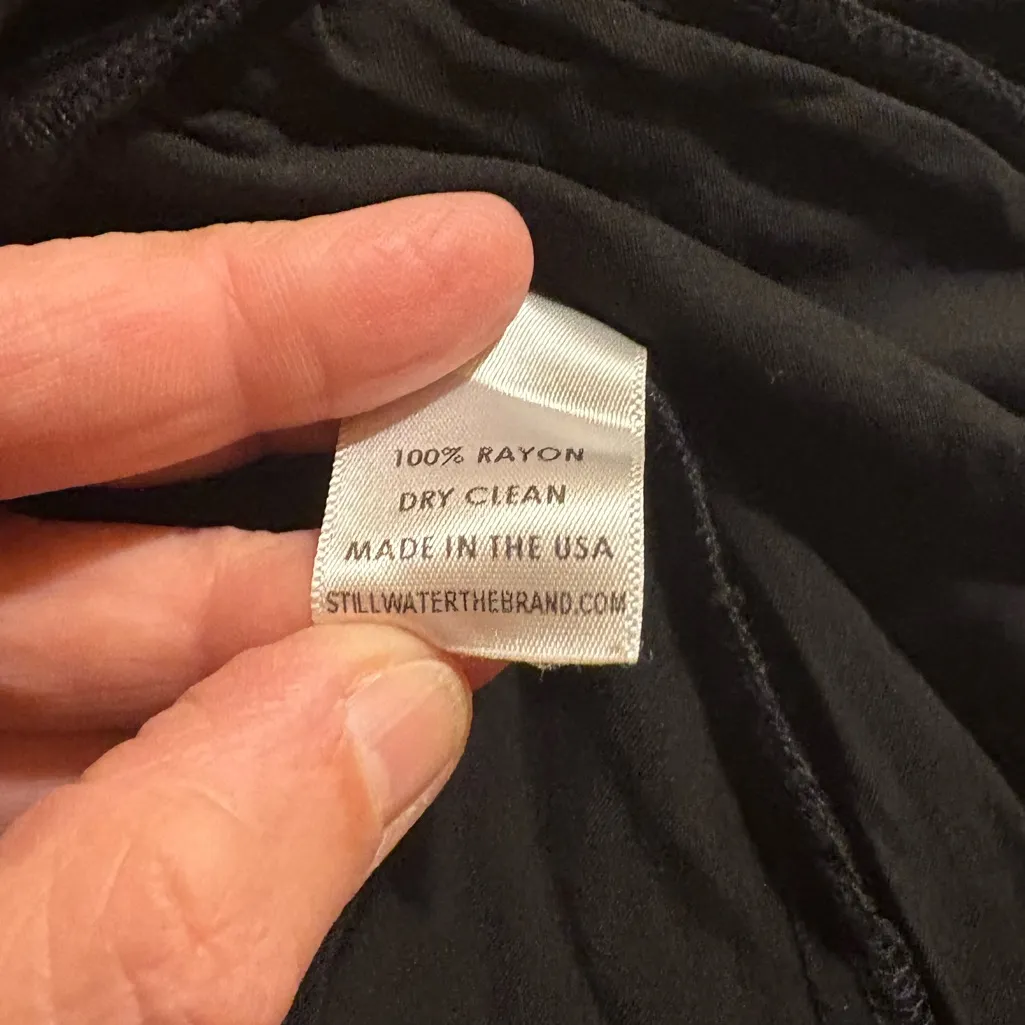 100% RAYON
DRY CLEAN
MADE IN THE USA
STILLWATERTHEBRAND.COM